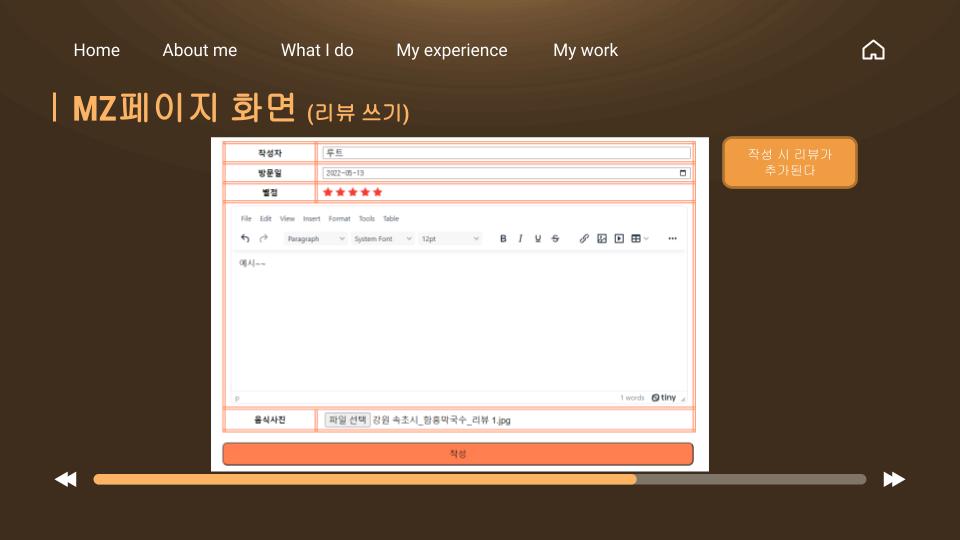 Home About me What I do My experience My work
MZ페이지 화면 (리뷰 쓰기)
작성 시 리뷰가
추가된다
작성자 루트
방문일 2022-05-13
별점 ★★★★★
File Edit View Insert Format Tools Table
Paragraph System Font 12pt B I U S ...
예시~~
p 1 words tiny
음식사진 파일 선택 강원 속초시_함흥막국수_리뷰 1.jpg
작성